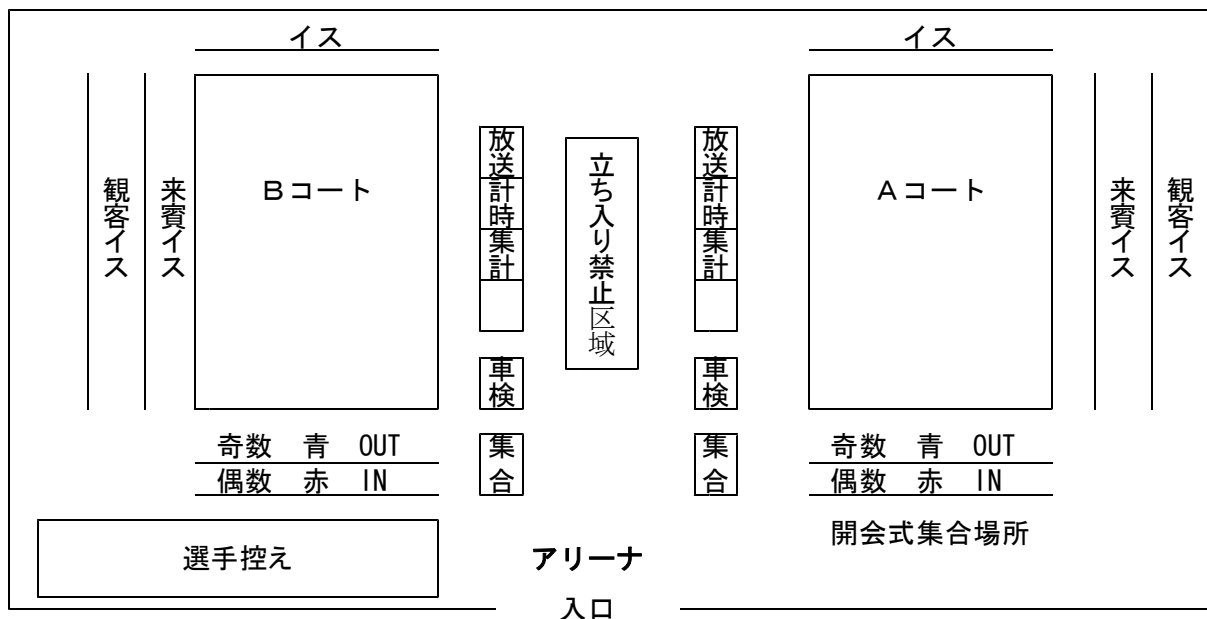 イス
イス
観客イス
来賓イス
Bコート
放送
計時
集計
立ち入り禁止区域
放送
計時
集計
Aコート
来賓イス
観客イス
車検
車検
奇数 青 OUT
偶数 赤 IN
集合
集合
奇数 青 OUT
偶数 赤 IN
選手控え
アリーナ
開会式集合場所
入口